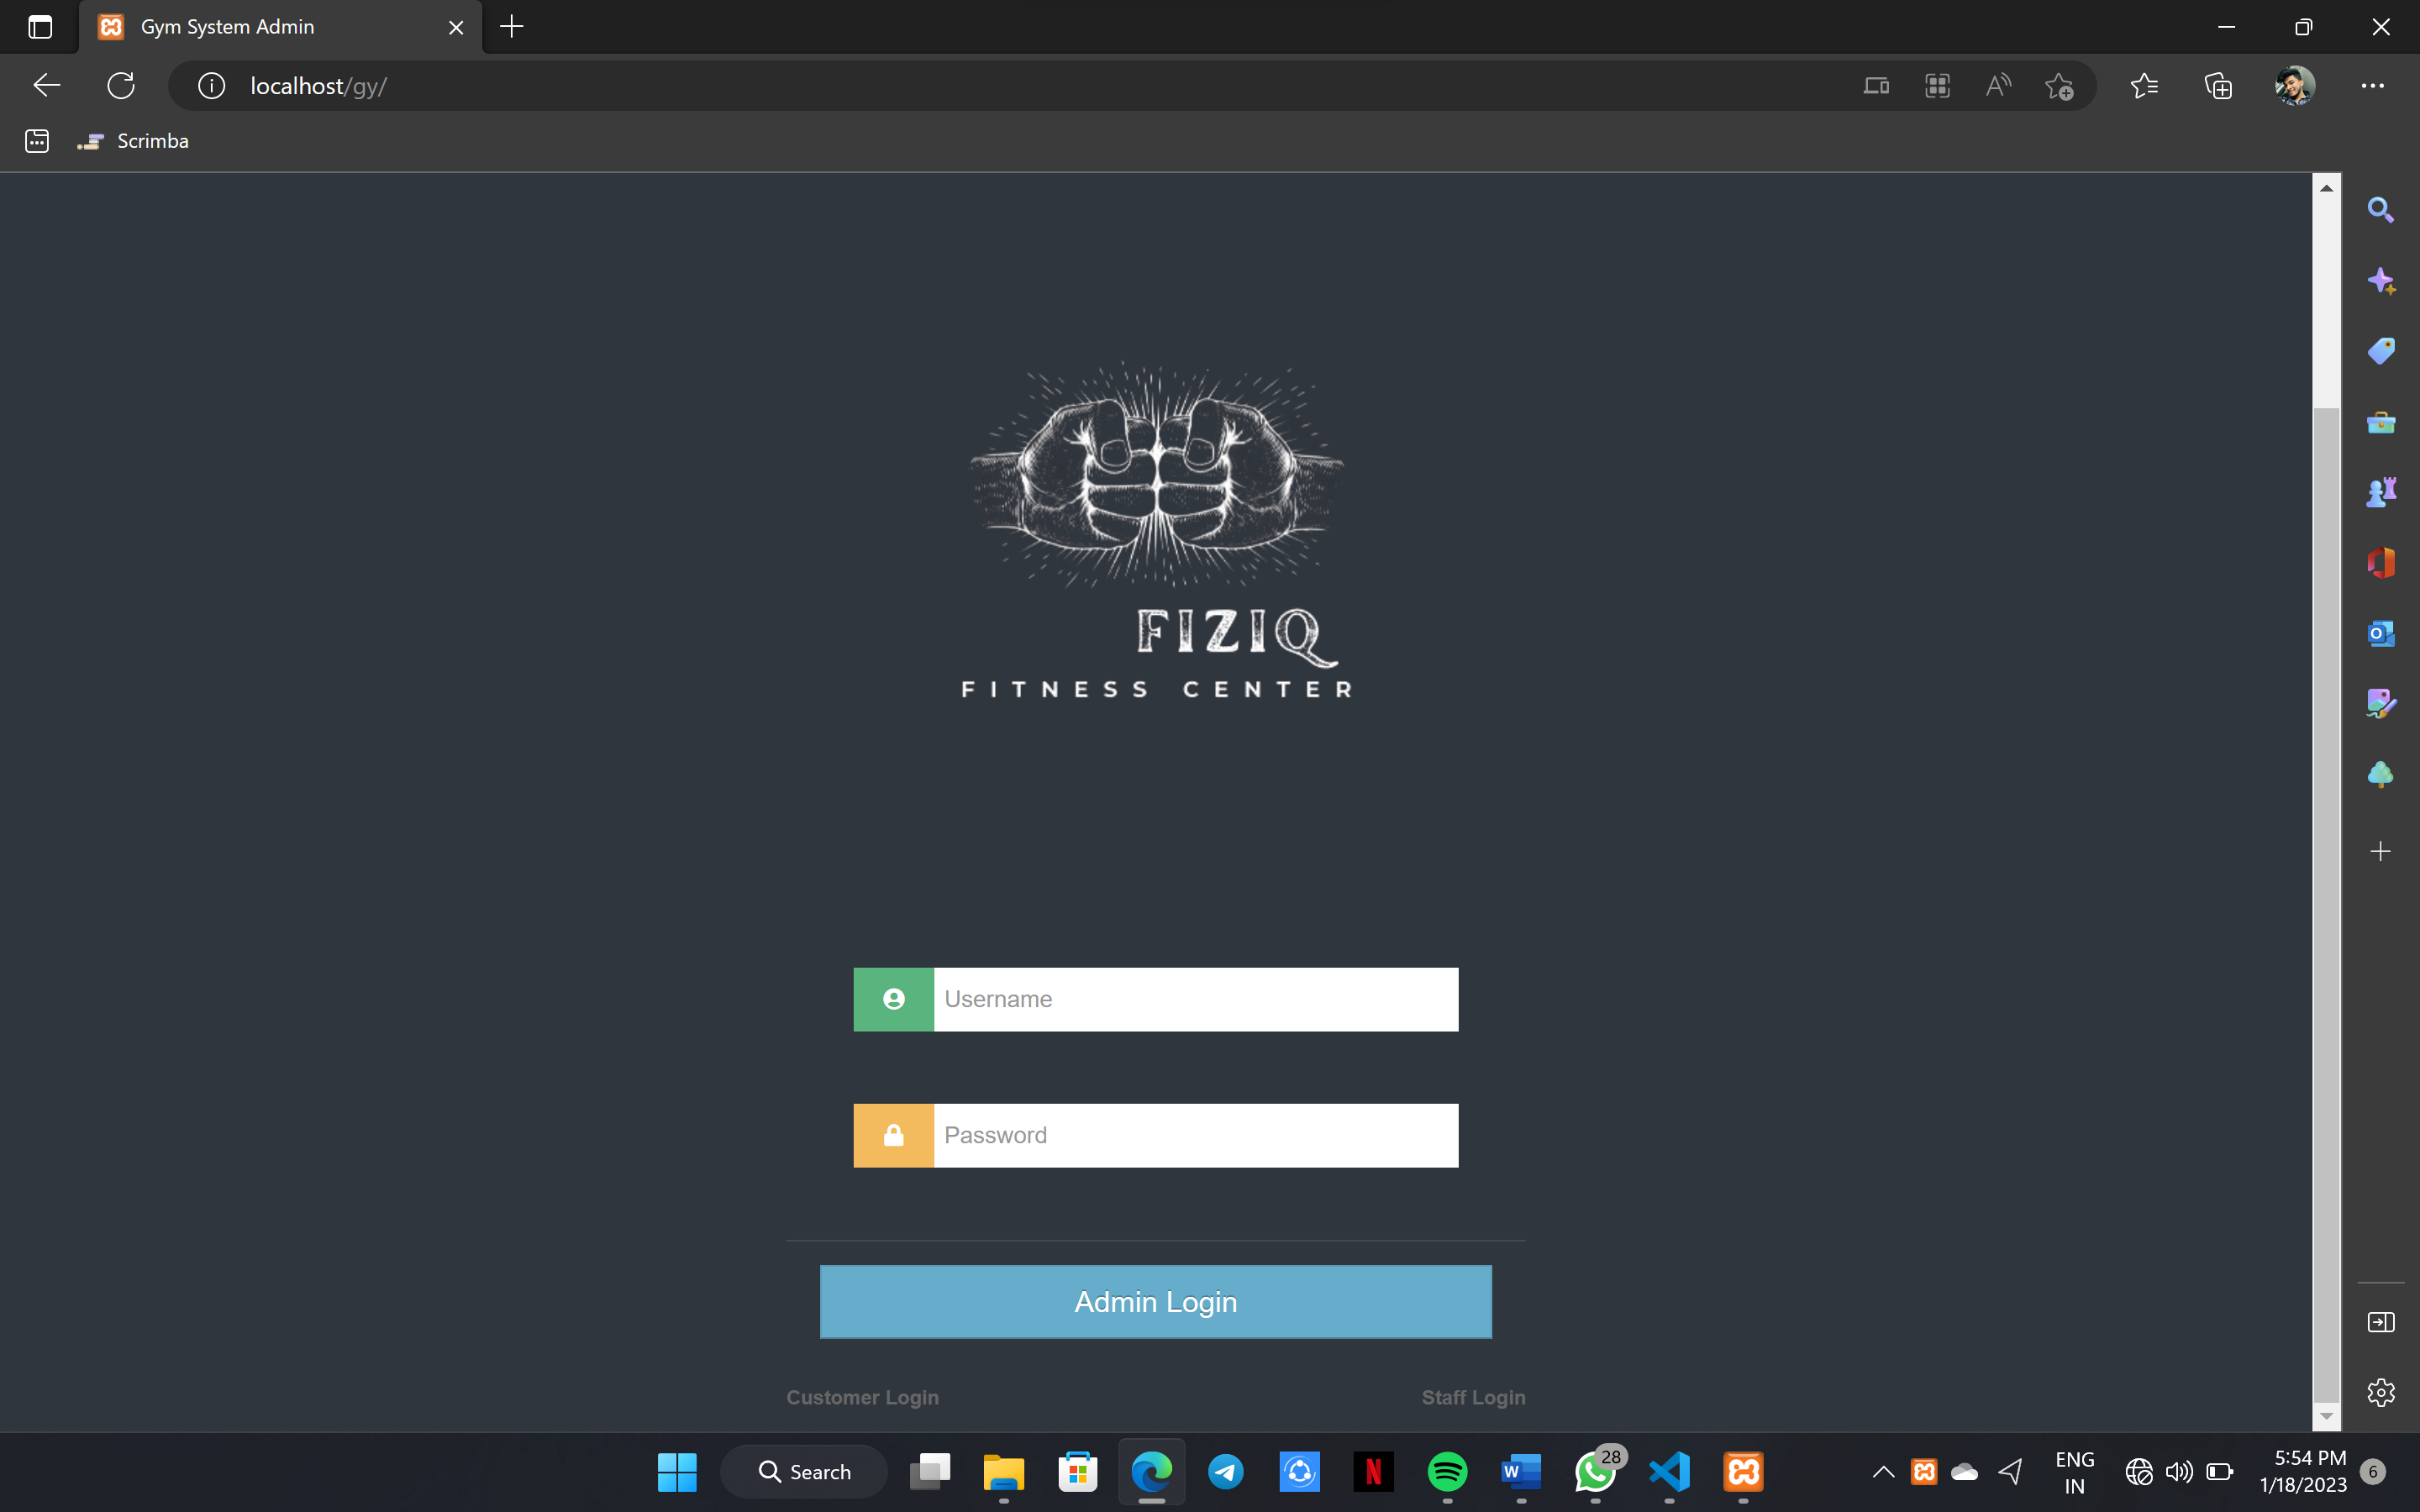 Gym System Admin
localhost/gy/
Scrimba
FIZIQ
FITNESS CENTER
Username
Password
Admin Login
Customer Login
Staff Login
Search
28
ENG
IN
5:54 PM
1/18/2023
6